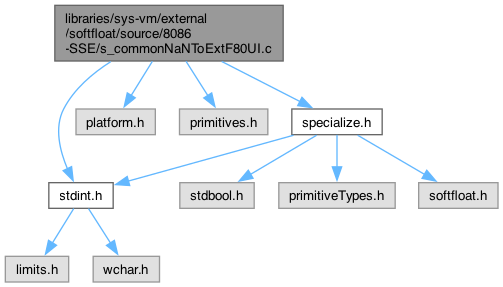 libraries/sys-vm/external
/softfloat/source/8086
-SSE/s_commonNaNToExtF80UI.c
platform.h
primitives.h
specialize.h
stdint.h
stdbool.h
primitiveTypes.h
softfloat.h
limits.h
wchar.h